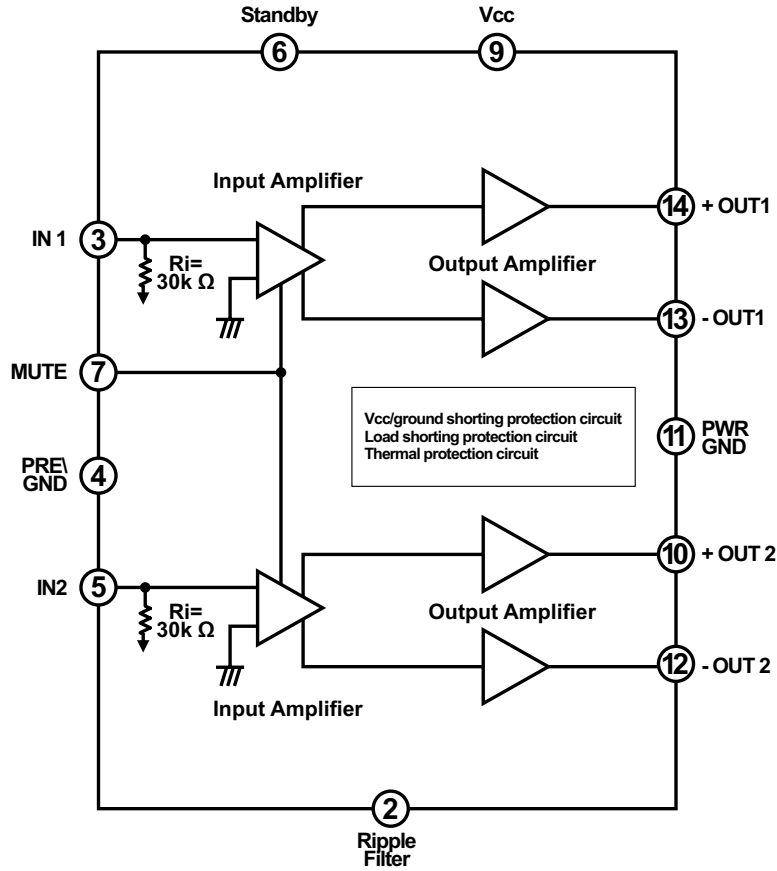 Standby
Vcc
6
9
Input Amplifier
14
+ OUT1
IN 1
3
Ri=
30k Ω
Output Amplifier
13
- OUT1
MUTE
7
Vcc/ground shorting protection circuit
Load shorting protection circuit
Thermal protection circuit
11
PWR
GND
PRE\
GND
4
10
+ OUT 2
IN2
5
Ri=
30k Ω
Output Amplifier
12
- OUT 2
Input Amplifier
2
Ripple
Filter